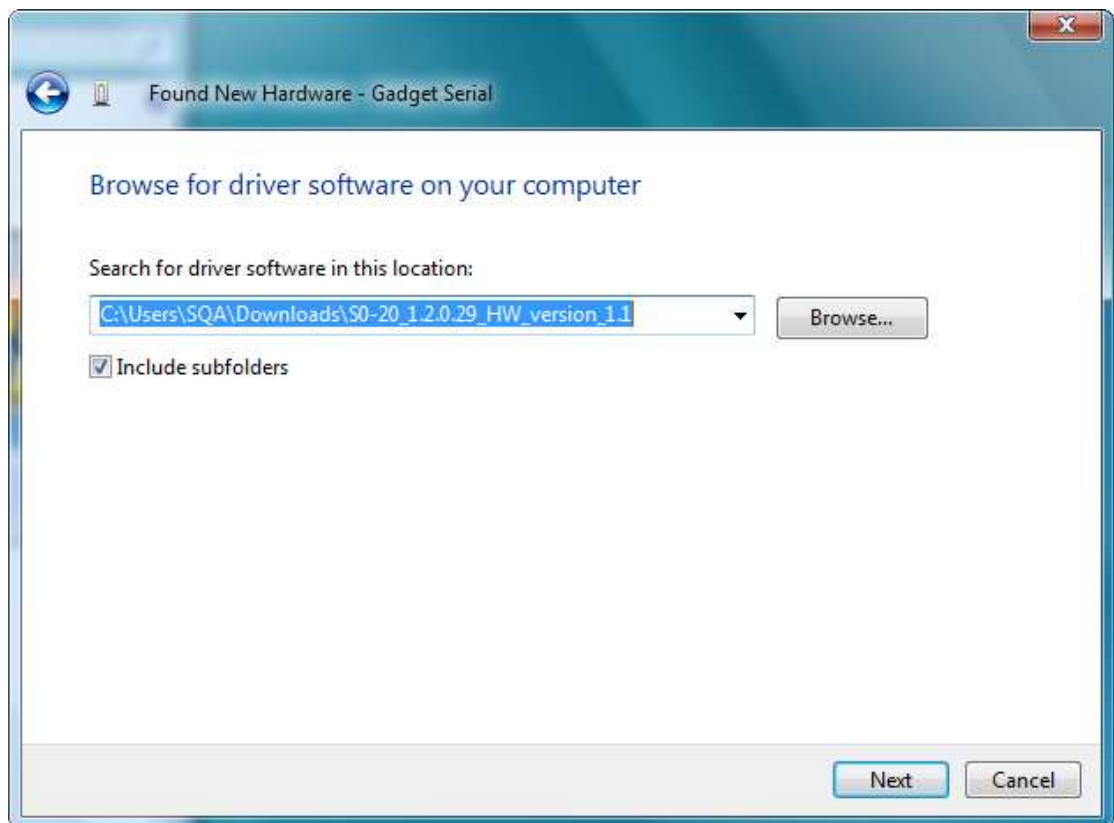 Found New Hardware - Gadget Serial
Browse for driver software on your computer
Search for driver software in this location:
C:\Users\SQA\Downloads\S0-20_1.2.0.29_HW_version_1.1
Browse...
Include subfolders
Next
Cancel